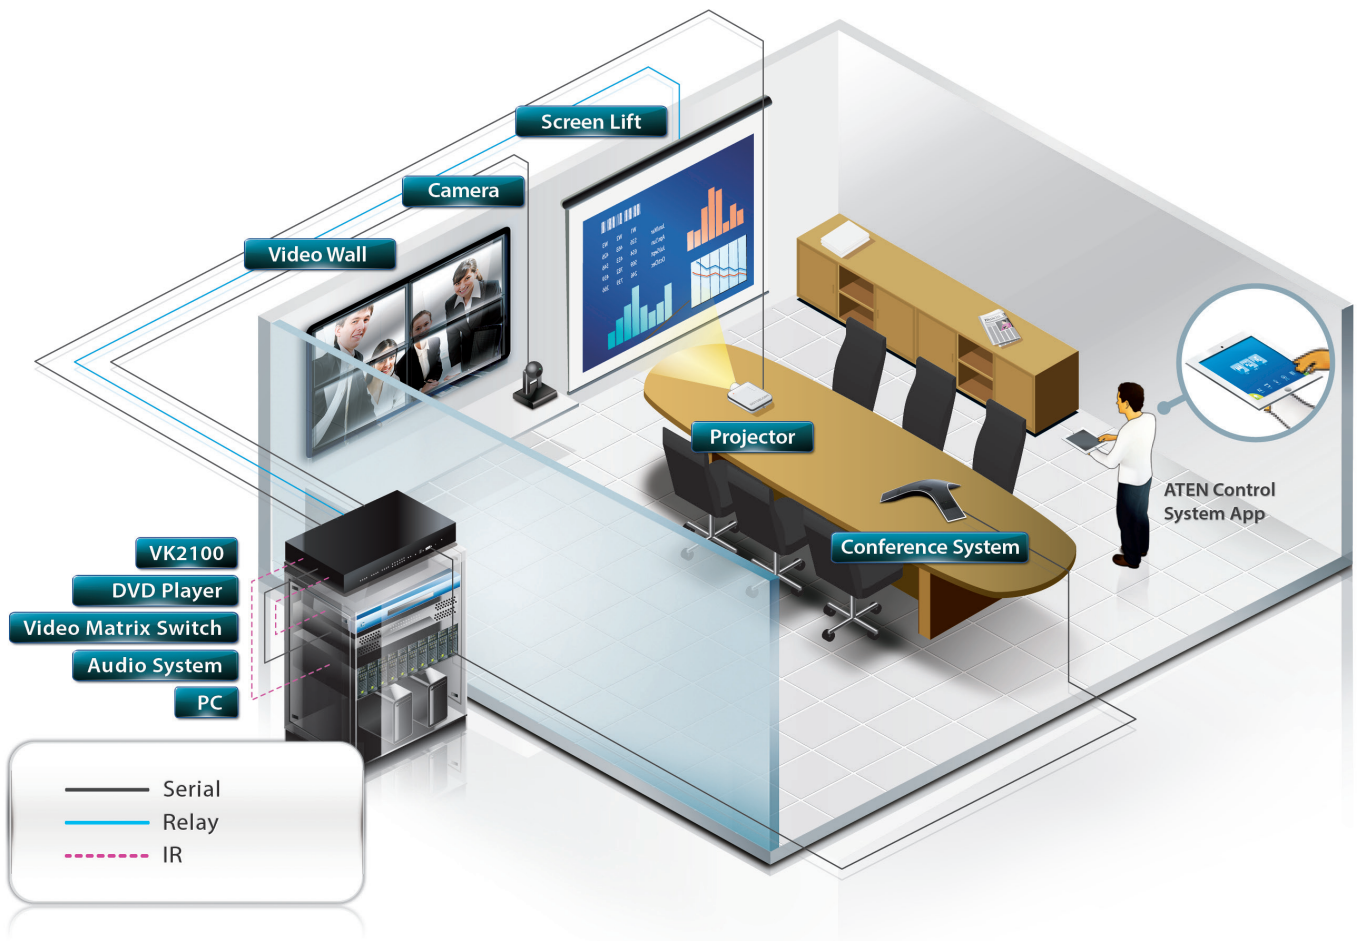 Screen Lift
Camera
Video Wall
Projector
ATEN Control
System App
Conference System
VK2100
DVD Player
Video Matrix Switch
Audio System
PC
Serial
Relay
IR